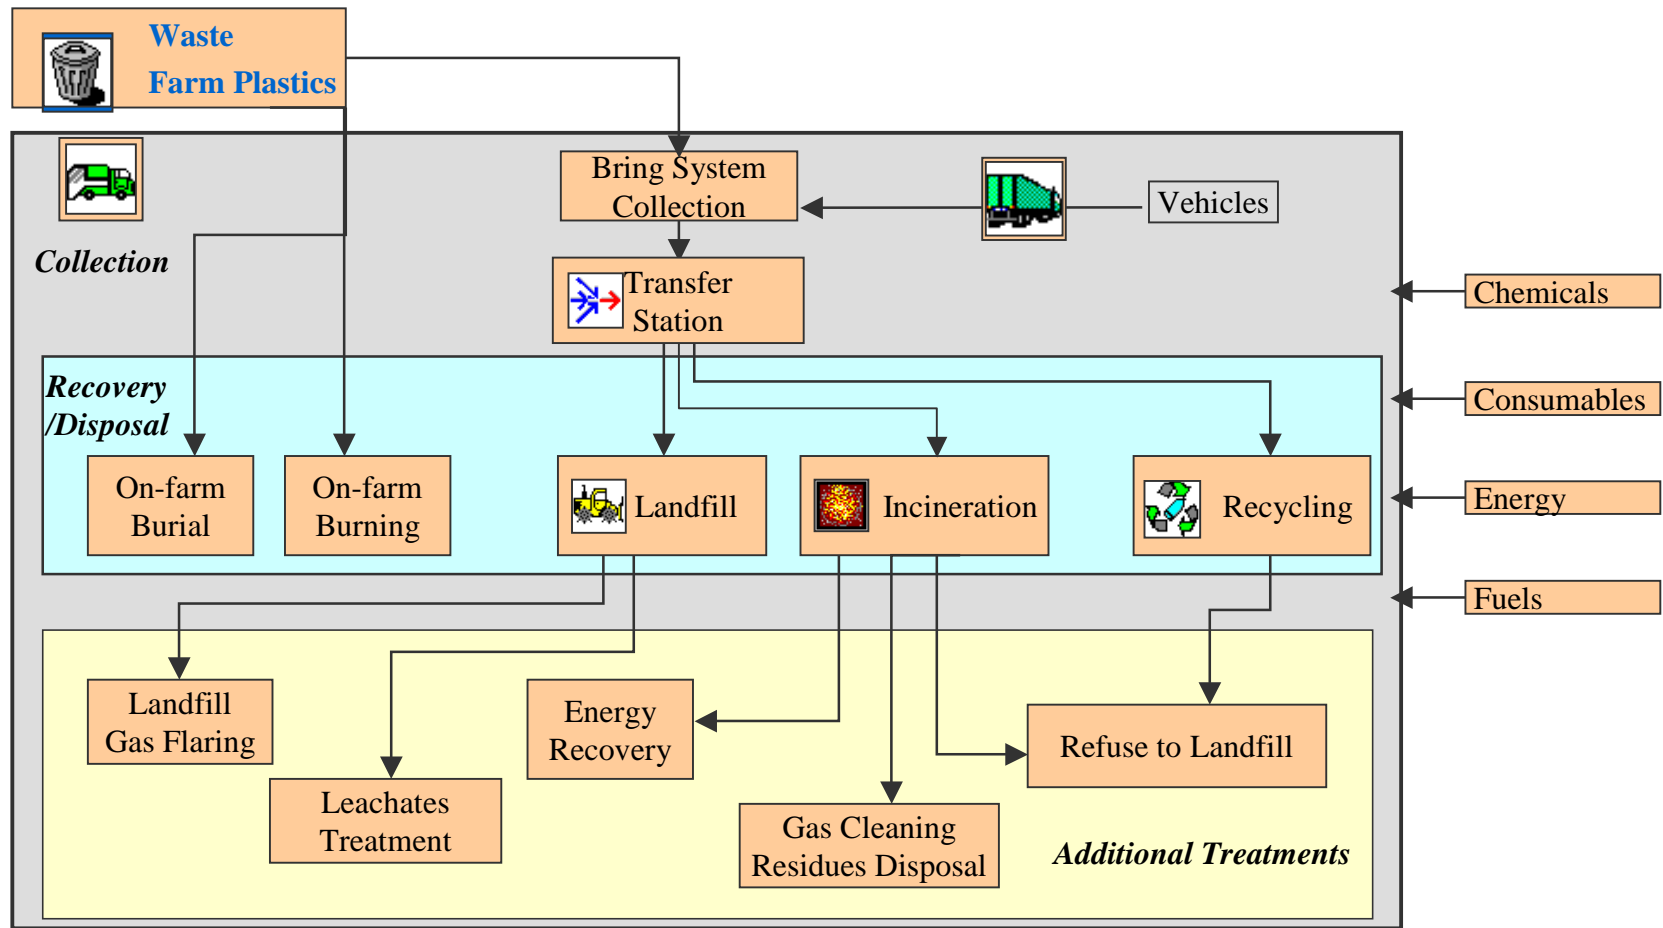 Waste
Farm Plastics
Bring System
Collection
Vehicles
Collection
Transfer
Station
Chemicals
Recovery
/Disposal
Consumables
On-farm
Burial
On-farm
Burning
Landfill
Incineration
Recycling
Energy
Fuels
Landfill
Gas Flaring
Energy
Recovery
Refuse to Landfill
Leachates
Treatment
Gas Cleaning
Residues Disposal
Additional Treatments